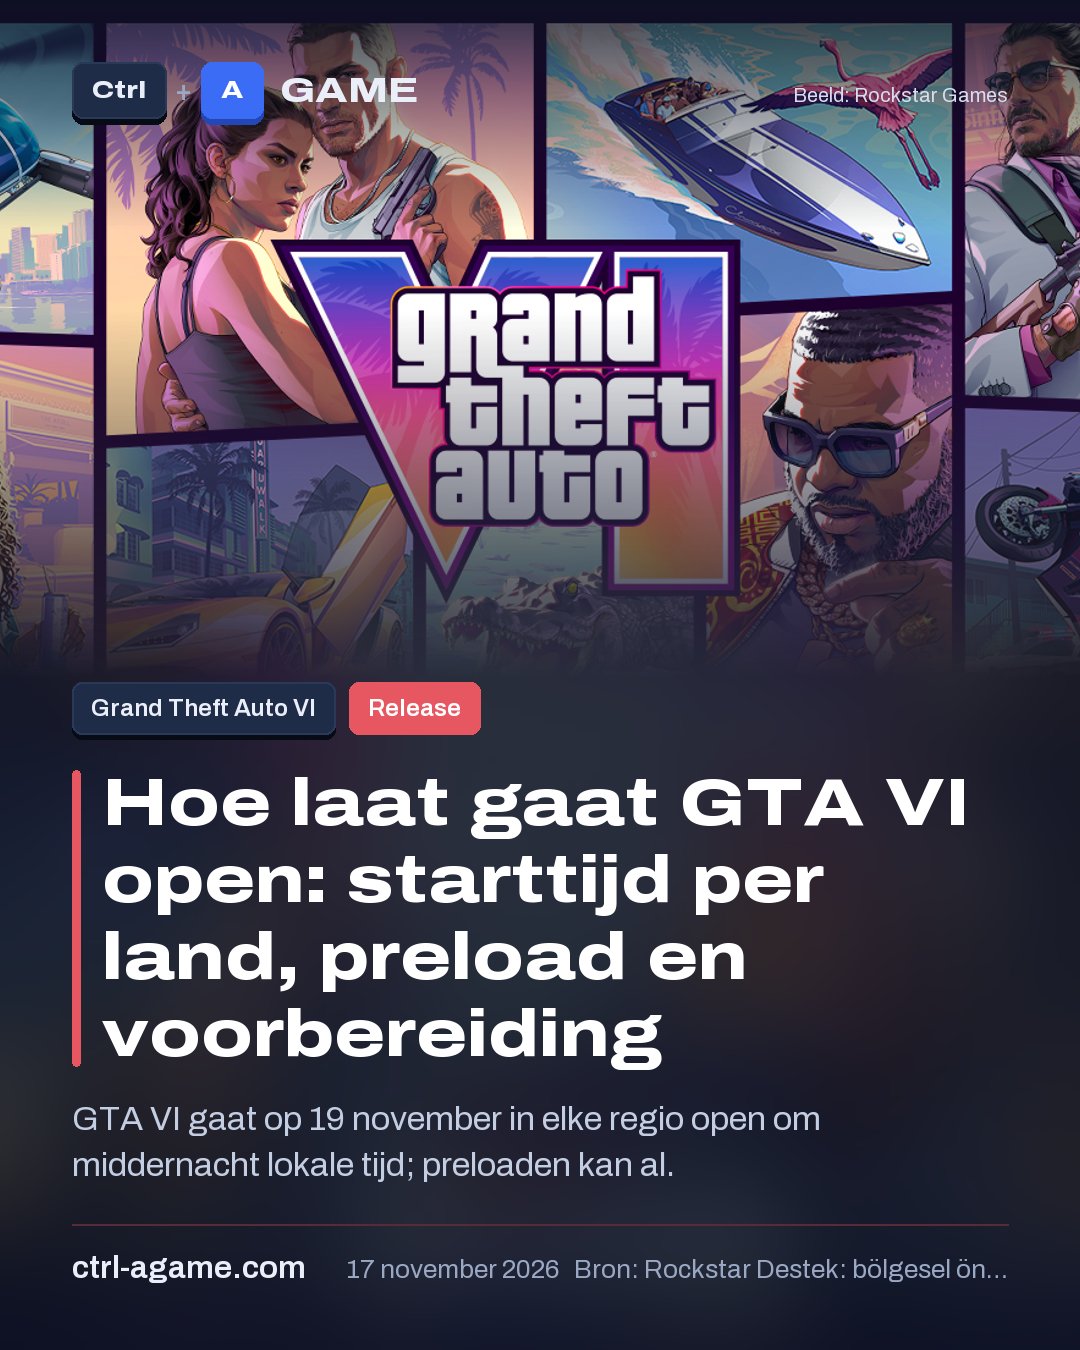 Ctrl + A GAME
Beeld: Rockstar Games
VI
grand
theft
auto
Grand Theft Auto VI
Release
Hoe laat gaat GTA VI
open: starttijd per
land, preload en
voorbereiding
GTA VI gaat op 19 november in elke regio open om
middernacht lokale tijd; preloaden kan al.
ctrl-agame.com
17 november 2026 Bron: Rockstar Destek: bölgesel ön...